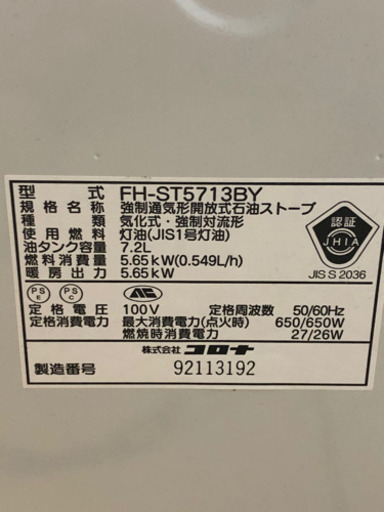 型 式 FH-ST5713BY
規格名称 強制通気形開放式石油ストーブ
種類 気化式・強制対流形
使用燃料 灯油(JIS1号灯油)
油タンク容量 7.2L
燃料消費量 5.65kW(0.549L/h)
暖房出力 5.65kW
認証
JHIA
JIS S 2036
PS E
PS C
定格電圧 100V 定格周波数 50/60Hz
定格消費電力 最大消費電力(点火時) 650/650W
燃焼時消費電力 27/26W
株式会社 コロナ
製造番号 92113192